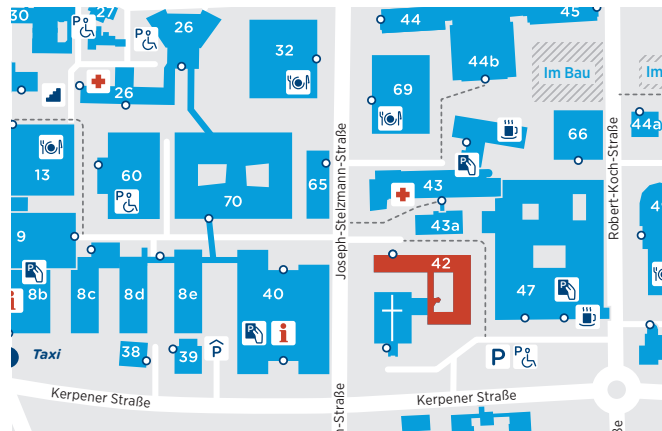 30
27
P
26
44
45
32
44b
P
26
69
Im Bau
Im
44a
66
13
60
P
70
65
43
P
Joseph-Stelzmann-Straße
Robert-Koch-Straße
9
P
43a
42
47
P
8b
8c
8d
8e
40
P
i
i
Taxi
38
39
P
P
P
Kerpener Straße
Kerpener Straße
n-Straße